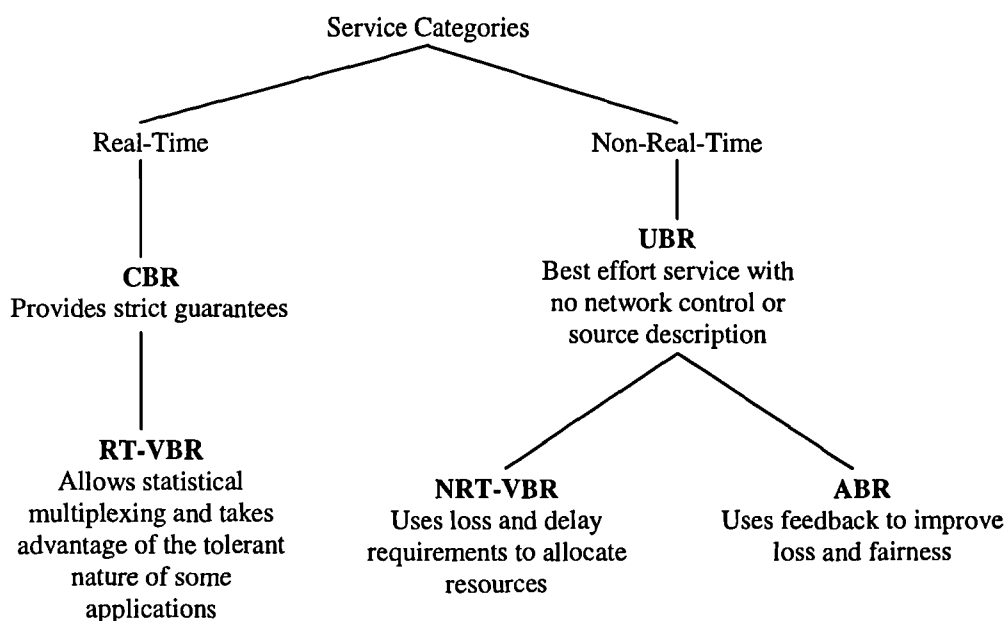 Service Categories
Real-Time
Non-Real-Time
CBR
Provides strict guarantees
UBR
Best effort service with
no network control or
source description
RT-VBR
Allows statistical
multiplexing and takes
advantage of the tolerant
nature of some
applications
NRT-VBR
Uses loss and delay
requirements to allocate
resources
ABR
Uses feedback to improve
loss and fairness